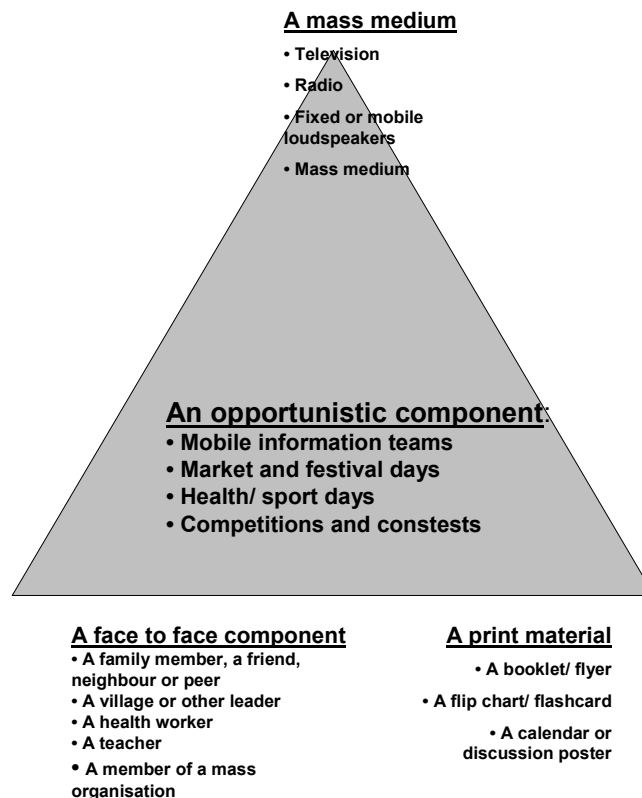 A mass medium
• Television
• Radio
• Fixed or mobile
loudspeakers
• Mass medium
An opportunistic component:
• Mobile information teams
• Market and festival days
• Health/ sport days
• Competitions and constests
A face to face component
• A family member, a friend,
neighbour or peer
• A village or other leader
• A health worker
• A teacher
• A member of a mass
organisation
A print material
• A booklet/ flyer
• A flip chart/ flashcard
• A calendar or
discussion poster